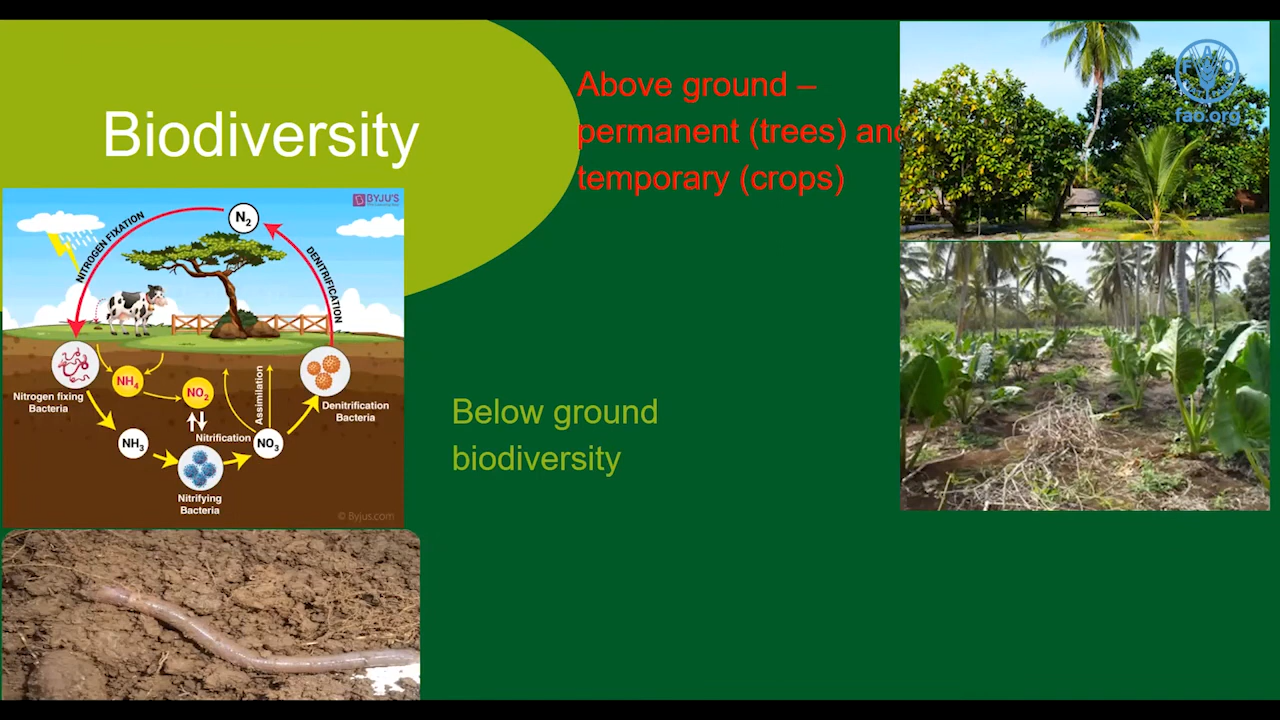 Biodiversity
Above ground –
permanent (trees) and
temporary (crops)
fao.org
BYJU'S
N2
NITROGEN FIXATION
DENITRIFICATION
NH4
NO2
Nitrogen fixing
Bacteria
Denitrification
Bacteria
Assimilation
NH3
Nitrification
NO3
Nitrifying
Bacteria
© Byjus.com
Below ground
biodiversity